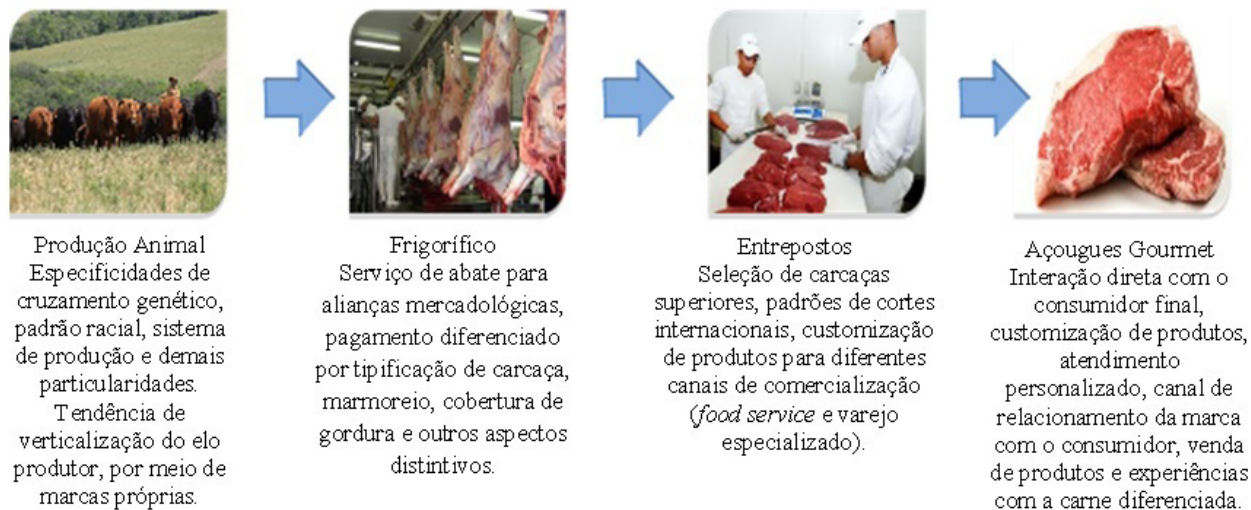 Produção Animal
Especificidades de
cruzamento genético,
padrão racial, sistema
de produção e demais
particularidades.
Tendência de
verticalização do elo
produtor, por meio de
marcas próprias.
Frigorífico
Serviço de abate para
alianças mercadológicas,
pagamento diferenciado
por tipificação de carcaça,
marmoreio, cobertura de
gordura e outros aspectos
distintivos.
Entrepostos
Seleção de carcaças
superiores, padrões de cortes
internacionais, customização
de produtos para diferentes
canais de comercialização
(food service e varejo
especializado).
Açougues Gourmet
Interação direta com o
consumidor final,
customização de produtos,
atendimento
personalizado, canal de
relacionamento da marca
com o consumidor, venda
de produtos e experiências
com a carne diferenciada.